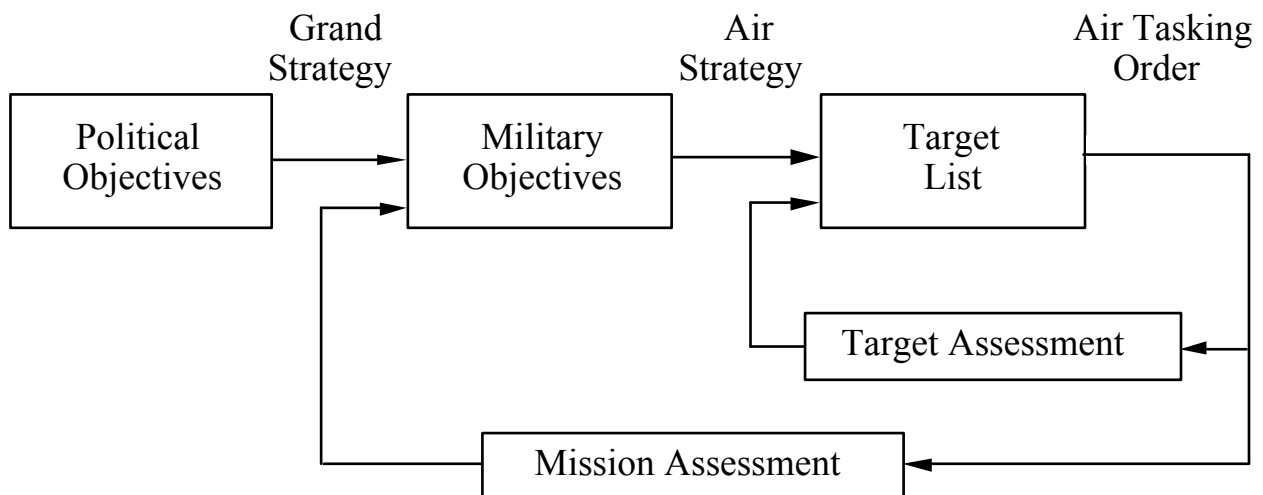 Grand
Strategy
Air
Strategy
Air Tasking
Order
Political
Objectives
Military
Objectives
Target
List
Target Assessment
Mission Assessment